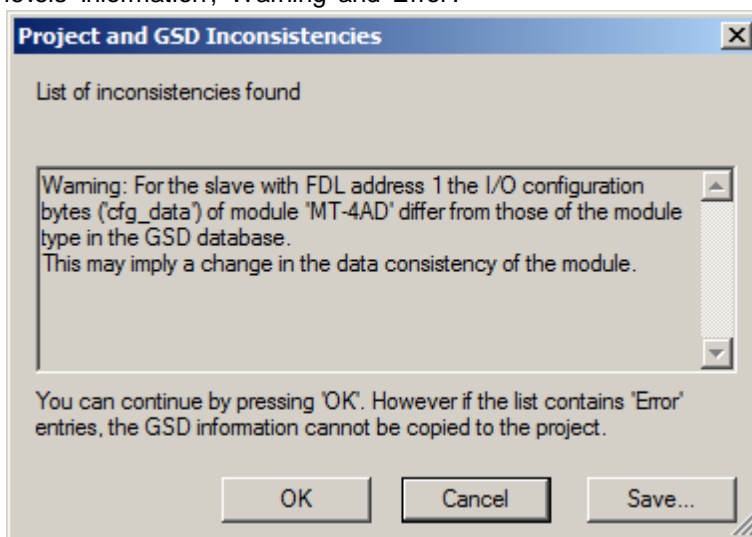 levels Information, Warning and Error.
Project and GSD Inconsistencies
List of inconsistencies found
Warning: For the slave with FDL address 1 the I/O configuration
bytes ('cfg_data') of module 'MT-4AD' differ from those of the module
type in the GSD database.
This may imply a change in the data consistency of the module.
You can continue by pressing 'OK'. However if the list contains 'Error'
entries, the GSD information cannot be copied to the project.
OK Cancel Save...